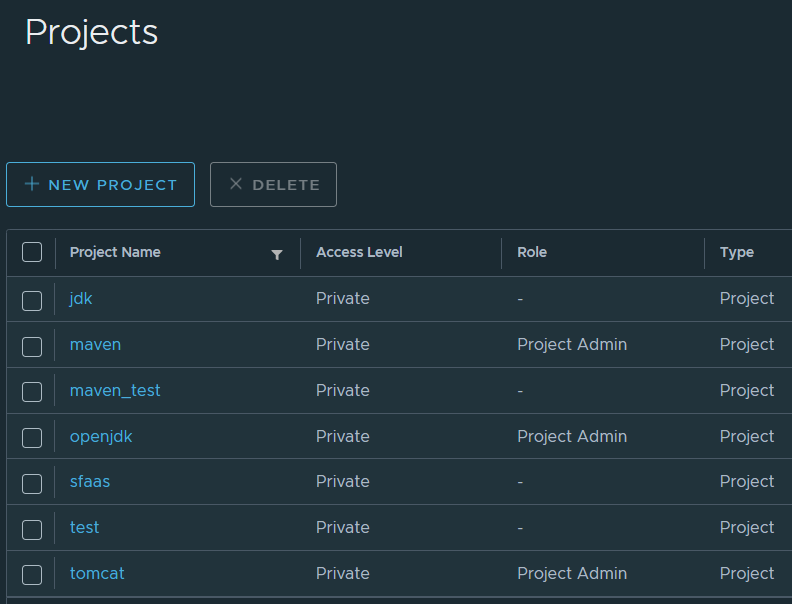 Projects
+ NEW PROJECT × DELETE
Project Name Access Level Role Type
jdk Private - Project
maven Private Project Admin Project
maven_test Private - Project
openjdk Private Project Admin Project
sfaas Private - Project
test Private - Project
tomcat Private Project Admin Project